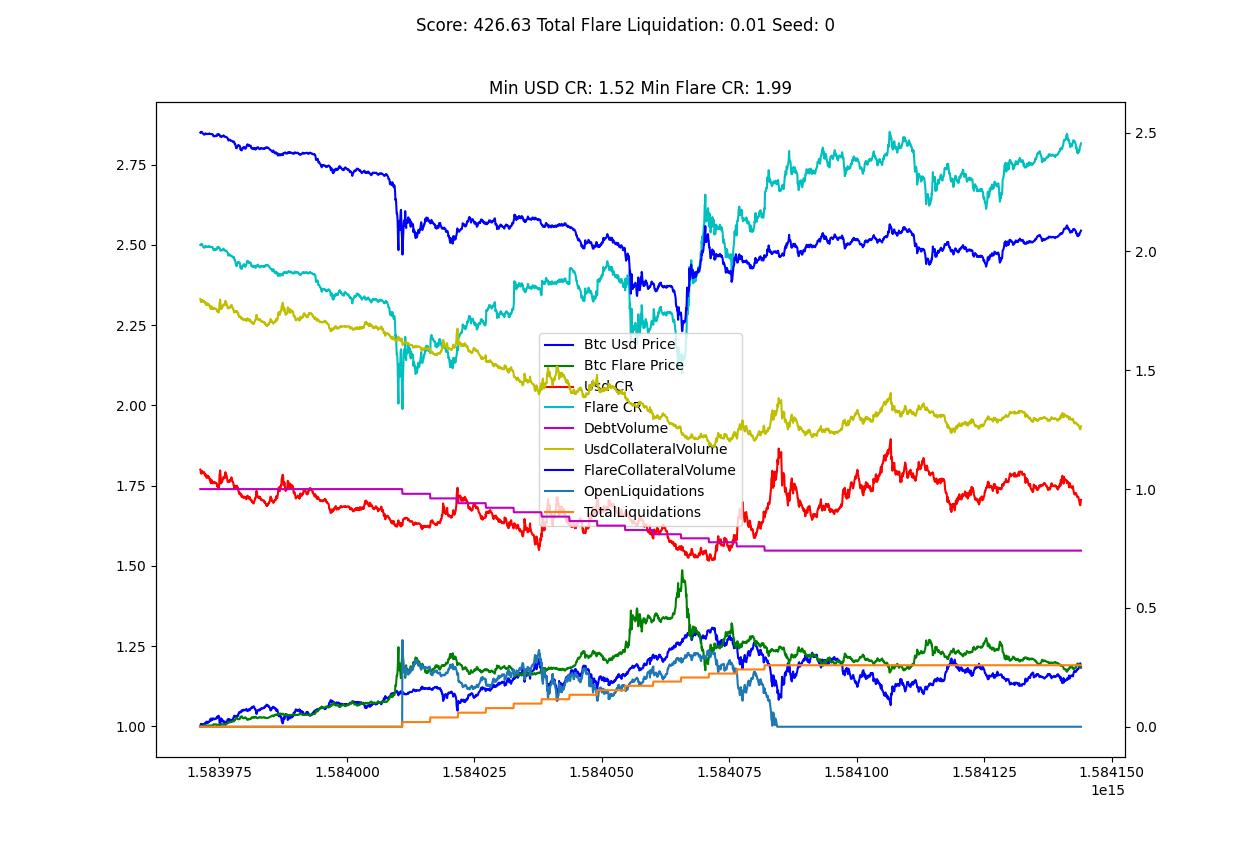 Score: 426.63 Total Flare Liquidation: 0.01 Seed: 0
Min USD CR: 1.52 Min Flare CR: 1.99
2.75
2.50
2.25
2.00
1.75
1.50
1.25
1.00
2.5
2.0
1.5
1.0
0.5
0.0
Btc Usd Price
Btc Flare Price
Usd CR
Flare CR
DebtVolume
UsdCollateralVolume
FlareCollateralVolume
OpenLiquidations
TotalLiquidations
1.583975 1.584000 1.584025 1.584050 1.584075 1.584100 1.584125 1.584150
1e15